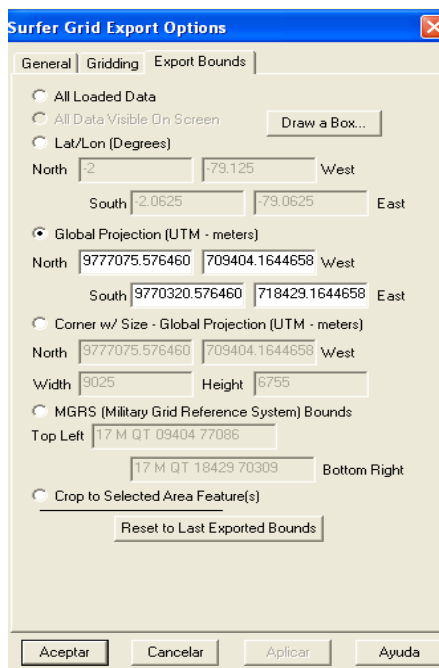 Surfer Grid Export Options
General Gridding Export Bounds
All Loaded Data
All Data Visible On Screen Draw a Box...
Lat/Lon (Degrees)
North -2 -79.125 West
South -2.0625 -79.0625 East
Global Projection (UTM - meters)
North 9777075.576460 709404.1644658 West
South 9770320.576460 718429.1644658 East
Corner w/ Size - Global Projection (UTM - meters)
North 9777075.576460 709404.1644658 West
Width 9025 Height 6755
MGRS (Military Grid Reference System) Bounds
Top Left 17 M QT 09404 77086
17 M QT 18429 70309 Bottom Right
Crop to Selected Area Feature(s)
Reset to Last Exported Bounds
Aceptar Cancelar Aplicar Ayuda